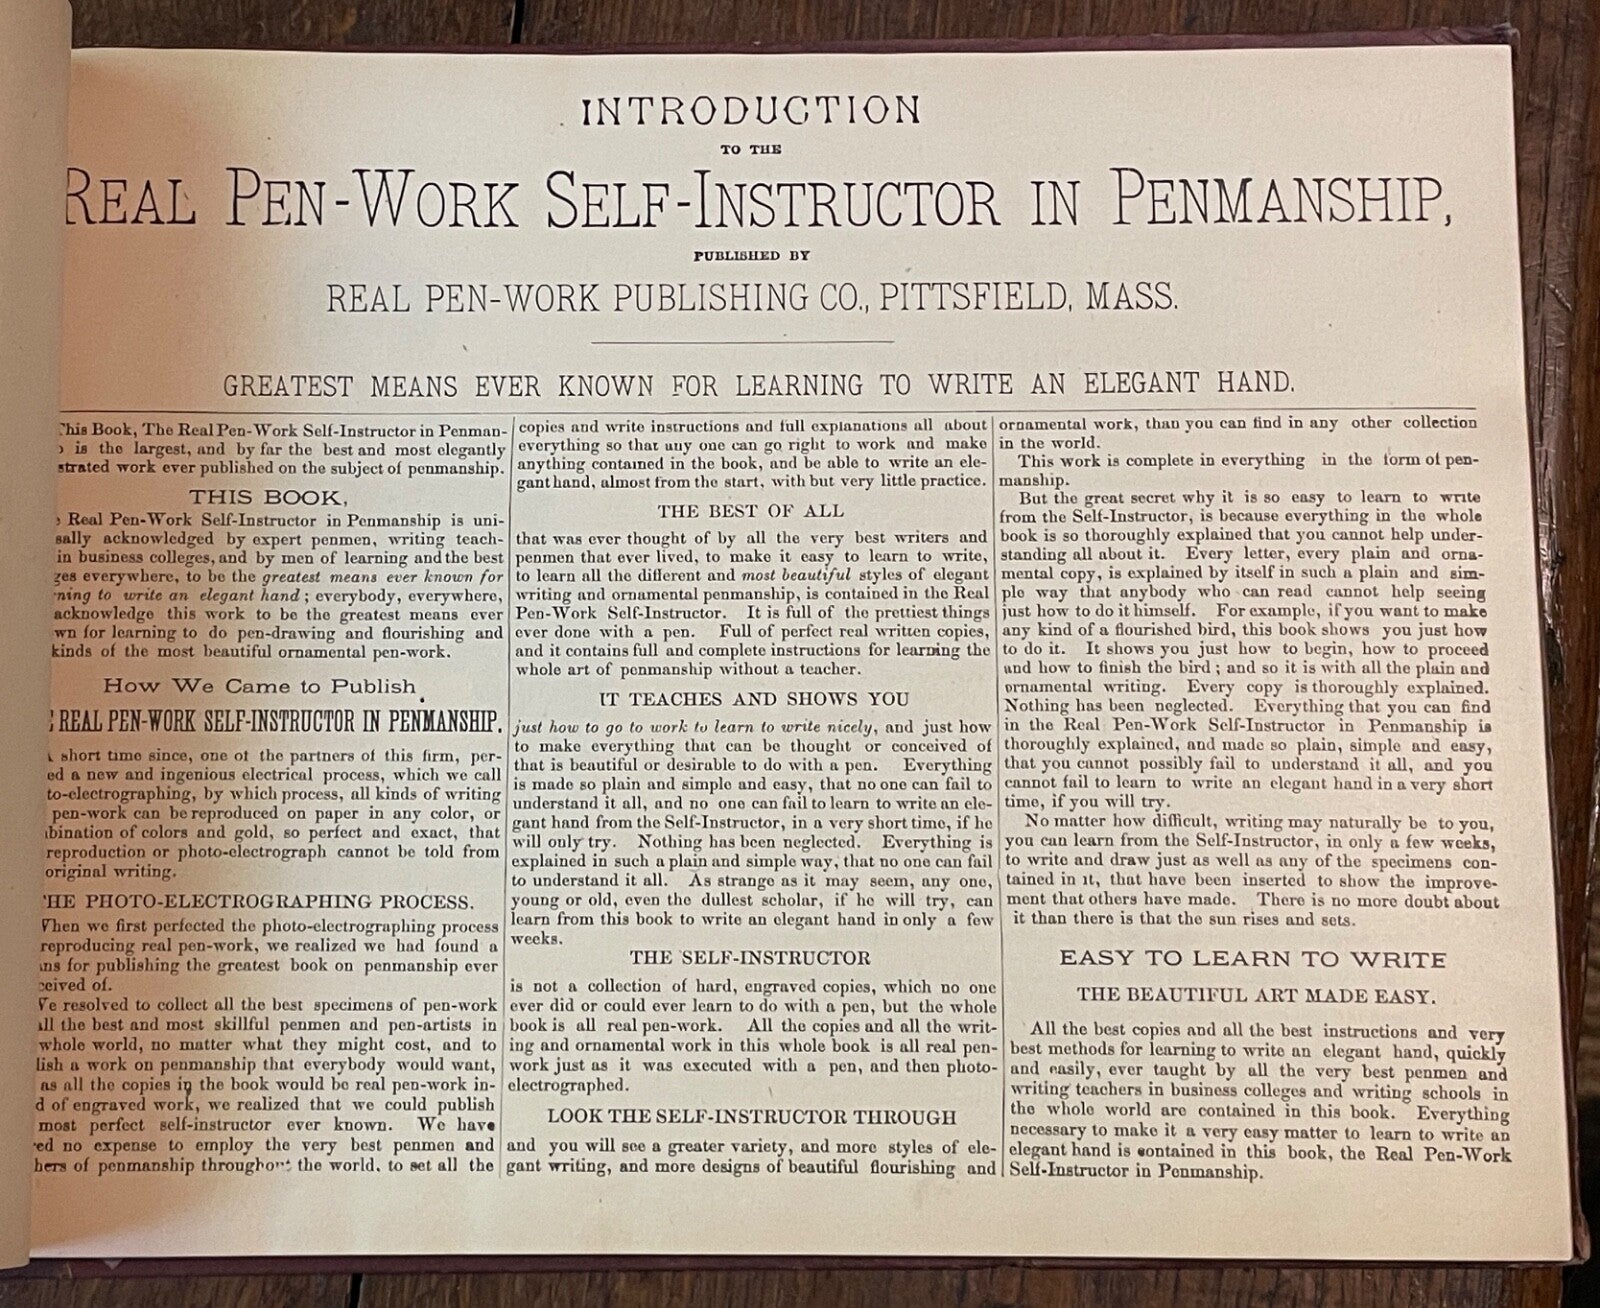 INTRODUCTION
TO THE
REAL PEN-WORK SELF-INSTRUCTOR IN PENMANSHIP,
PUBLISHED BY
REAL PEN-WORK PUBLISHING CO., PITTSFIELD, MASS.
GREATEST MEANS EVER KNOWN FOR LEARNING TO WRITE AN ELEGANT HAND.
This Book, The Real Pen-Work Self-Instructor in Penman-
is the largest, and by far the best and most elegantly
strated work ever published on the subject of penmanship.
THIS BOOK,
Real Pen-Work Self-Instructor in Penmanship is uni-
sally acknowledged by expert penmen, writing teach-
in business colleges, and by men of learning and the best
ges everywhere, to be the greatest means ever known for
ning to write an elegant hand; everybody, everywhere,
acknowledge this work to be the greatest means ever
wn for learning to do pen-drawing and flourishing and
kinds of the most beautiful ornamental pen-work.
How We Came to Publish
REAL PEN-WORK SELF-INSTRUCTOR IN PENMANSHIP.
short time since, one of the partners of this firm, per-
ed a new and ingenious electrical process, which we call
to-electrographing, by which process, all kinds of writing
pen-work can be reproduced on paper in any color, or
bination of colors and gold, so perfect and exact, that
reproduction or photo-electrograph cannot be told from
original writing.
THE PHOTO-ELECTROGRAPHING PROCESS.
When we first perfected the photo-electrographing process
reproducing real pen-work, we realized we had found a
ns for publishing the greatest book on penmanship ever
ceived of.
We resolved to collect all the best specimens of pen-work
all the best and most skillful penmen and pen-artists in
whole world, no matter what they might cost, and to
lish a work on penmanship that everybody would want,
as all the copies in the book would be real pen-work in-
d of engraved work, we realized that we could publish
most perfect self-instructor ever known. We have
ed no expense to employ the very best penmen and
hers of penmanship throughout the world, to set all the
copies and write instructions and full explanations all about
everything so that any one can go right to work and make
anything contained in the book, and be able to write an ele-
gant hand, almost from the start, with but very little practice.
THE BEST OF ALL
that was ever thought of by all the very best writers and
penmen that ever lived, to make it easy to learn to write,
to learn all the different and most beautiful styles of elegant
writing and ornamental penmanship, is contained in the Real
Pen-Work Self-Instructor. It is full of the prettiest things
ever done with a pen. Full of perfect real written copies,
and it contains full and complete instructions for learning the
whole art of penmanship without a teacher.
IT TEACHES AND SHOWS YOU
just how to go to work to learn to write nicely, and just how
to make everything that can be thought or conceived of
that is beautiful or desirable to do with a pen. Everything
is made so plain and simple and easy, that no one can fail to
understand it all, and no one can fail to learn to write an ele-
gant hand from the Self-Instructor, in a very short time, if he
will only try. Nothing has been neglected. Everything is
explained in such a plain and simple way, that no one can fail
to understand it all. As strange as it may seem, any one,
young or old, even the dullest scholar, if he will try, can
learn from this book to write an elegant hand in only a few
weeks.
THE SELF-INSTRUCTOR
is not a collection of hard, engraved copies, which no one
ever did or could ever learn to do with a pen, but the whole
book is all real pen-work. All the copies and all the writ-
ing and ornamental work in this whole book is all real pen-
work just as it was executed with a pen, and then photo-
electrographed.
LOOK THE SELF-INSTRUCTOR THROUGH
and you will see a greater variety, and more styles of ele-
gant writing, and more designs of beautiful flourishing and
ornamental work, than you can find in any other collection
in the world.
This work is complete in everything in the form of pen-
manship.
But the great secret why it is so easy to learn to write
from the Self-Instructor, is because everything in the whole
book is so thoroughly explained that you cannot help under-
standing all about it. Every letter, every plain and orna-
mental copy, is explained by itself in such a plain and sim-
ple way that anybody who can read cannot help seeing
just how to do it himself. For example, if you want to make
any kind of a flourished bird, this book shows you just how
to do it. It shows you just how to begin, how to proceed
and how to finish the bird; and so it is with all the plain and
ornamental writing. Every copy is thoroughly explained.
Nothing has been neglected. Everything that you can find
in the Real Pen-Work Self-Instructor in Penmanship is
thoroughly explained, and made so plain, simple and easy,
that you cannot possibly fail to understand it all, and you
cannot fail to learn to write an elegant hand in a very short
time, if you will try.
No matter how difficult, writing may naturally be to you,
you can learn from the Self-Instructor, in only a few weeks,
to write and draw just as well as any of the specimens con-
tained in it, that have been inserted to show the improve-
ment that others have made. There is no more doubt about
it than there is that the sun rises and sets.
EASY TO LEARN TO WRITE
THE BEAUTIFUL ART MADE EASY.
All the best copies and all the best instructions and very
best methods for learning to write an elegant hand, quickly
and easily, ever taught by all the very best penmen and
writing teachers in business colleges and writing schools in
the whole world are contained in this book. Everything
necessary to make it a very easy matter to learn to write an
elegant hand is contained in this book, the Real Pen-Work
Self-Instructor in Penmanship.